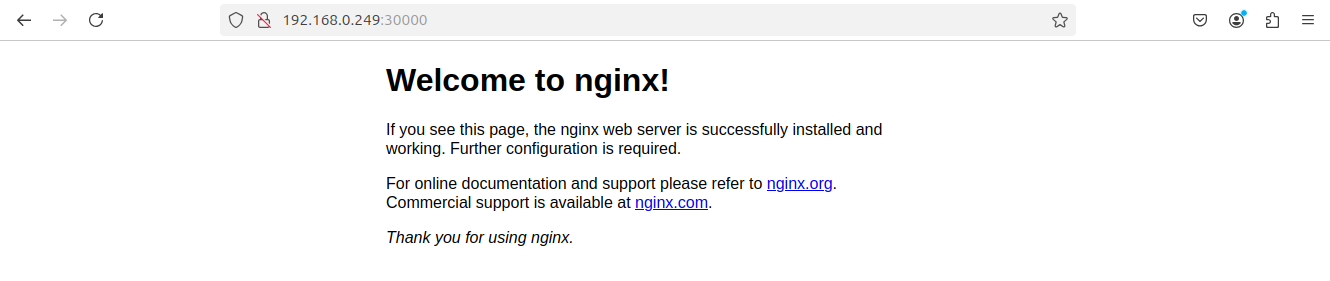 192.168.0.249:30000
Welcome to nginx!
If you see this page, the nginx web server is successfully installed and
working. Further configuration is required.
For online documentation and support please refer to nginx.org.
Commercial support is available at nginx.com.
Thank you for using nginx.